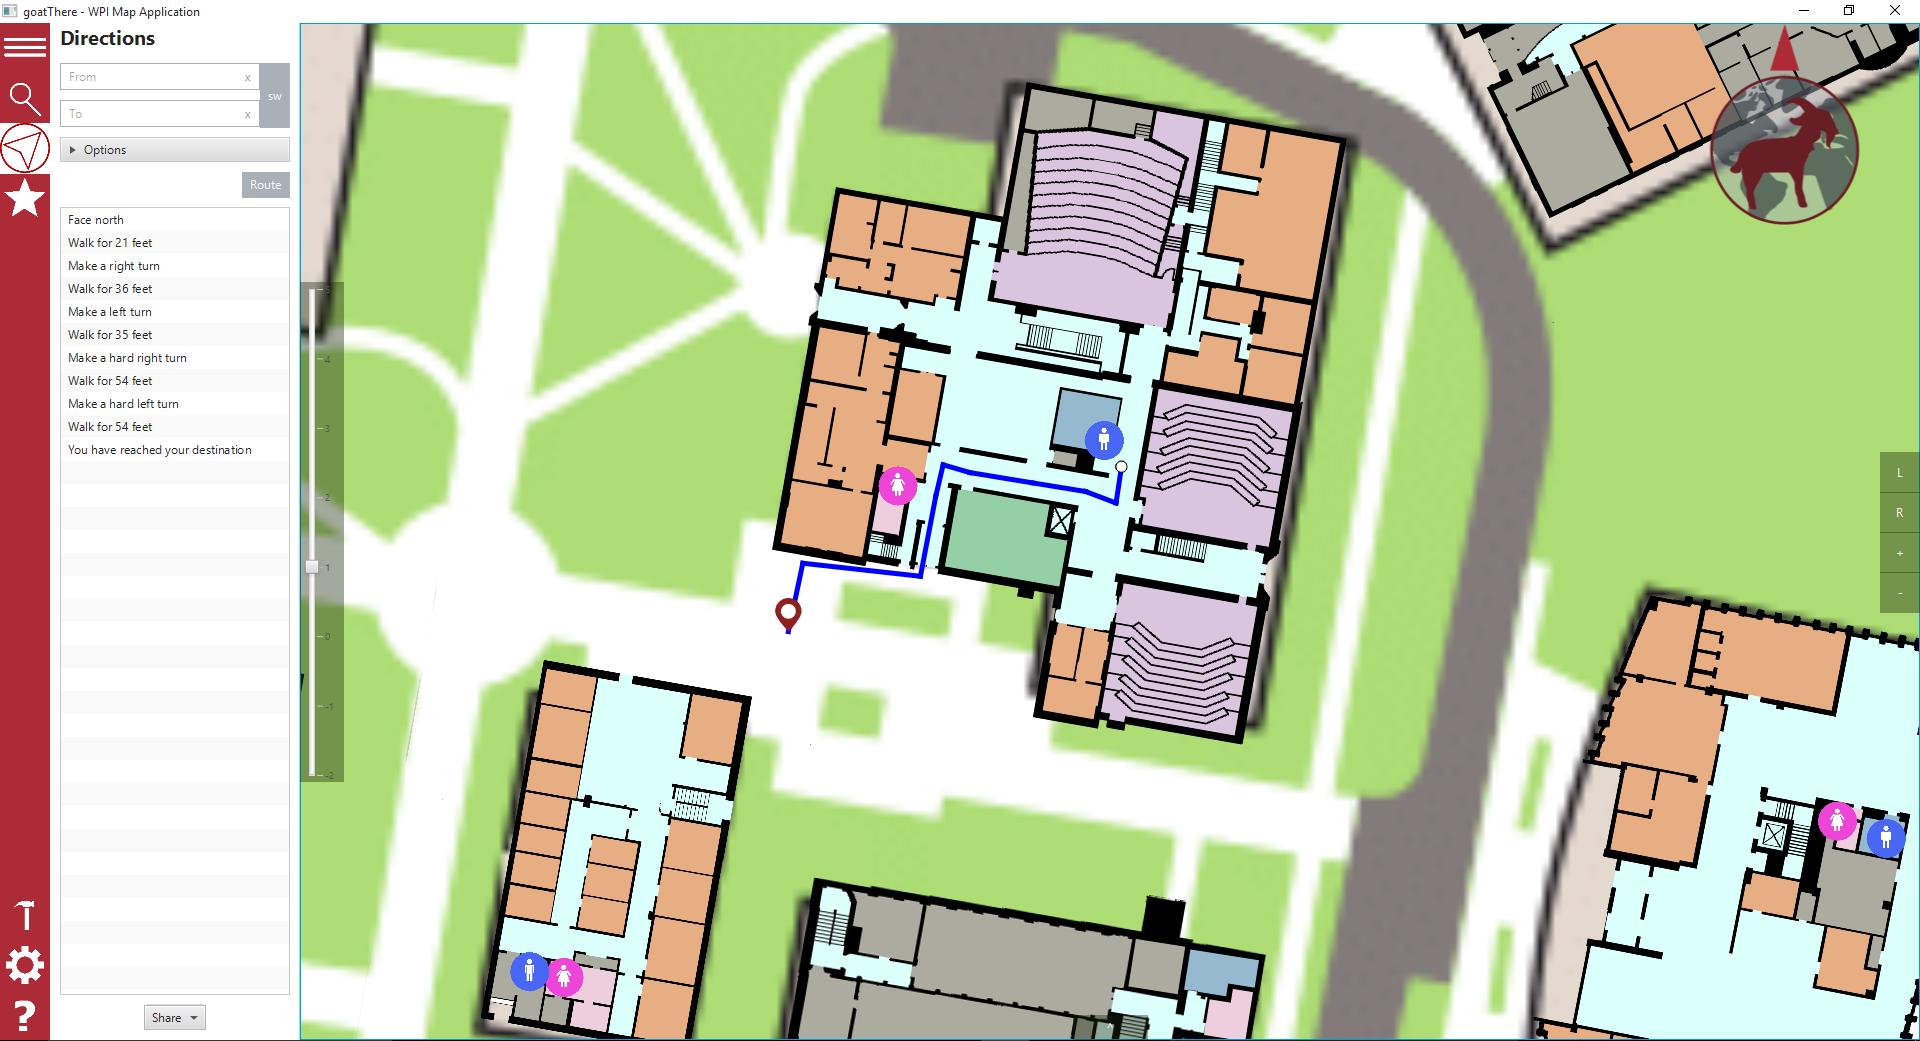 goatThere - WPI Map Application
Directions
From x
To x
sw
Options
Route
Face north
Walk for 21 feet
Make a right turn
Walk for 36 feet
Make a left turn
Walk for 35 feet
Make a hard right turn
Walk for 54 feet
Make a hard left turn
Walk for 54 feet
You have reached your destination
Share
?
5
4
3
2
1
0
-1
-2
L
R
+
-